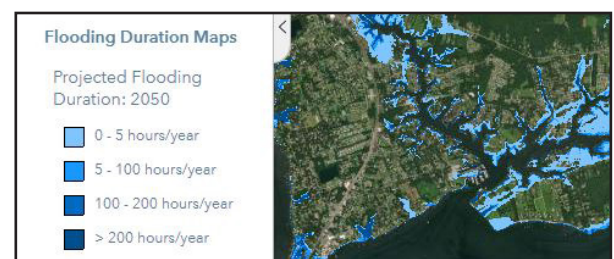 Flooding Duration Maps
Projected Flooding
Duration: 2050
0 - 5 hours/year
5 - 100 hours/year
100 - 200 hours/year
> 200 hours/year